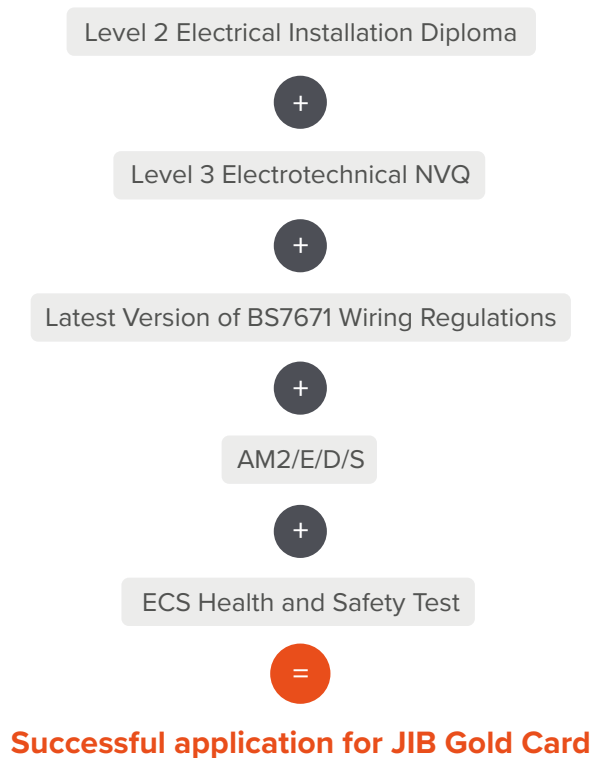 Level 2 Electrical Installation Diploma
+
Level 3 Electrotechnical NVQ
+
Latest Version of BS7671 Wiring Regulations
+
AM2/E/D/S
+
ECS Health and Safety Test
=
Successful application for JIB Gold Card